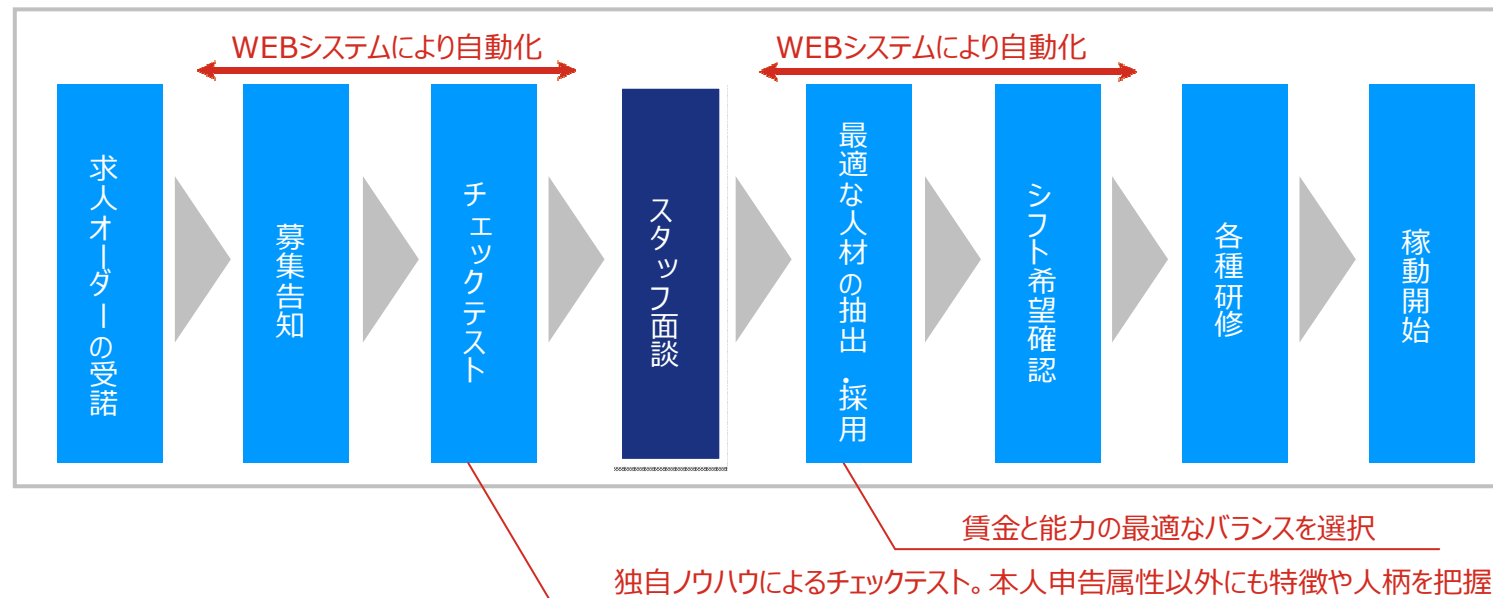 WEBシステムにより自動化
WEBシステムにより自動化
求人オーダーの受諾
募集告知
チェックテスト
スタッフ面談
最適な人材の抽出・採用
シフト希望確認
各種研修
稼動開始
賃金と能力の最適なバランスを選択
独自ノウハウによるチェックテスト。本人申告属性以外にも特徴や人柄を把握